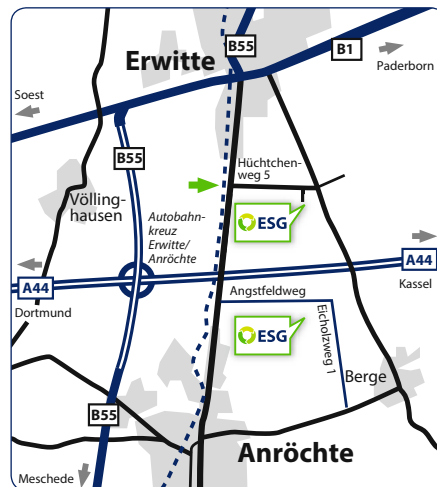 B55
B1
Erwitte
Paderborn
Soest
B55
Hüchtchen-
weg 5
Völling-
hausen
Autobahn-
kreuz
Erwitte/
Anröchte
ESG
A44
A44
Kassel
Dortmund
Angstfeldweg
ESG
Eicholzweg 1
Berge
B55
Anröchte
Meschede